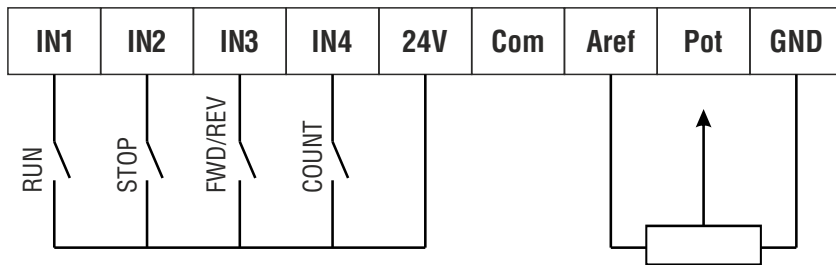 IN1 IN2 IN3 IN4 24V Com Aref Pot GND
RUN
STOP
FWD/REV
COUNT